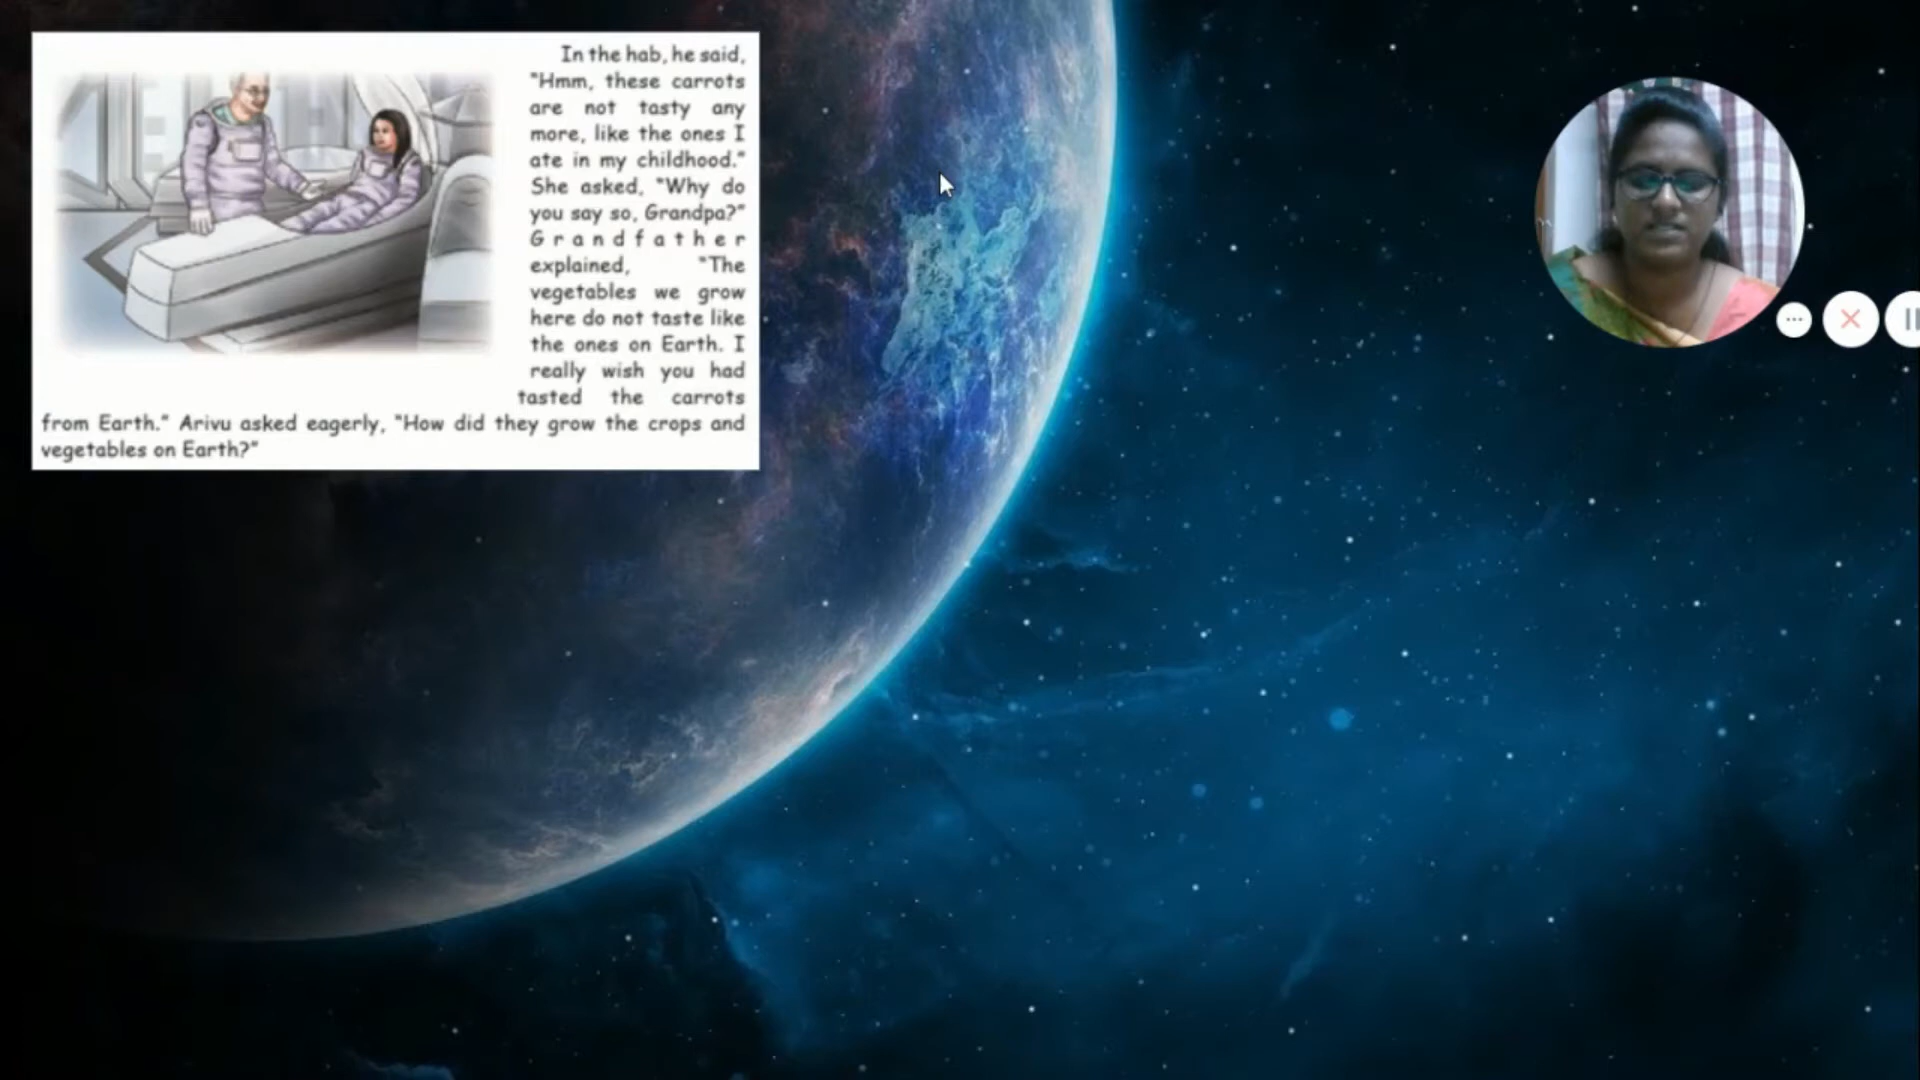 In the hab, he said,
"Hmm, these carrots
are not tasty any
more, like the ones I
ate in my childhood."
She asked, "Why do
you say so, Grandpa?"
Grandfather
explained, "The
vegetables we grow
here do not taste like
the ones on Earth. I
really wish you had
tasted the carrots
from Earth." Arivu asked eagerly, "How did they grow the crops and
vegetables on Earth?"